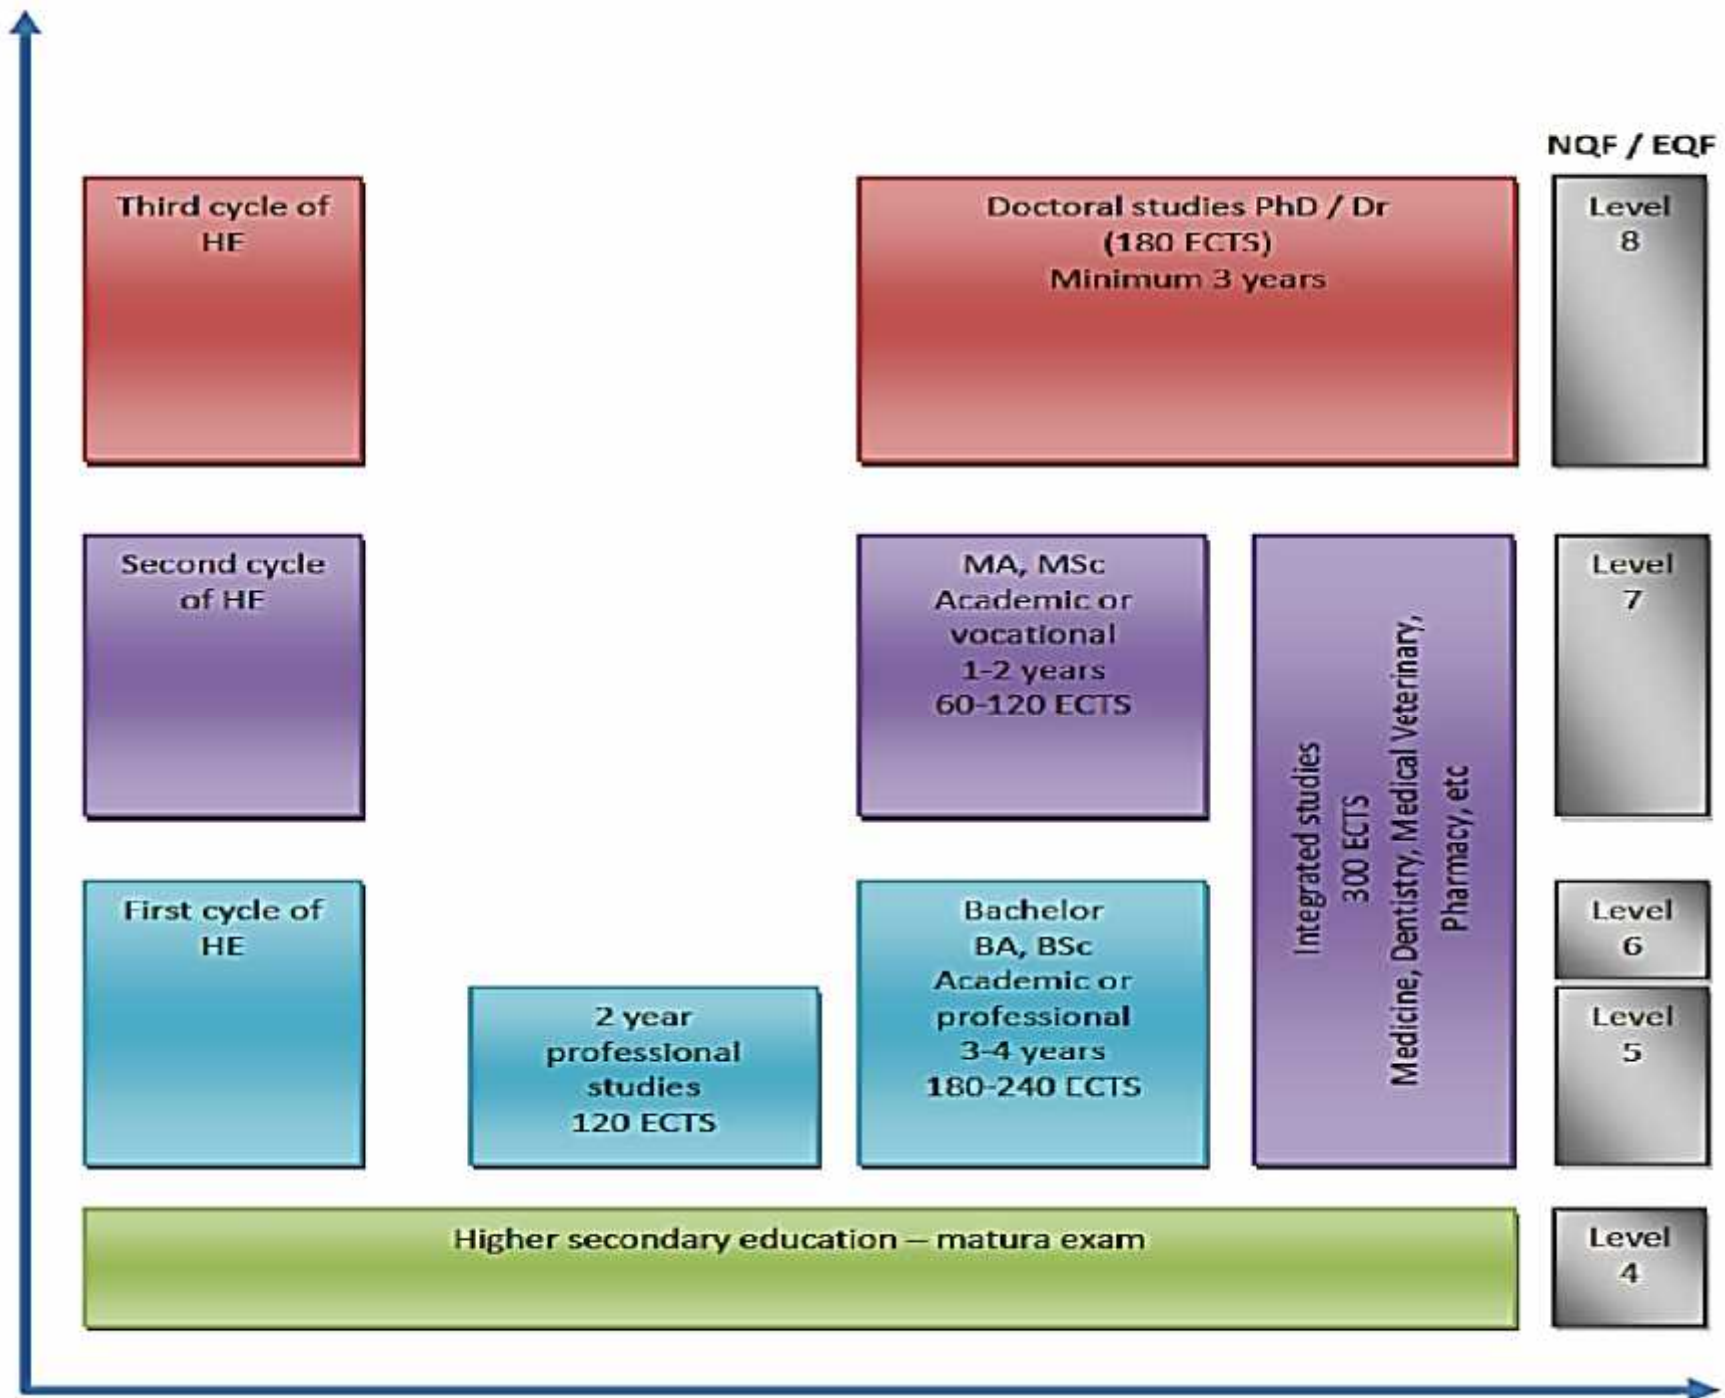 NQF / EQF
Third cycle of
HE
Doctoral studies PhD / Dr
(180 ECTS)
Minimum 3 years
Level
8
Second cycle
of HE
MA, MSc
Academic or
vocational
1-2 years
60-120 ECTS
Integrated studies
300 ECTS
Medicine, Dentistry, Medical Veterinary,
Pharmacy, etc
Level
7
First cycle of
HE
2 year
professional
studies
120 ECTS
Bachelor
BA, BSc
Academic or
professional
3-4 years
180-240 ECTS
Level
6
Level
5
Higher secondary education – matura exam
Level
4